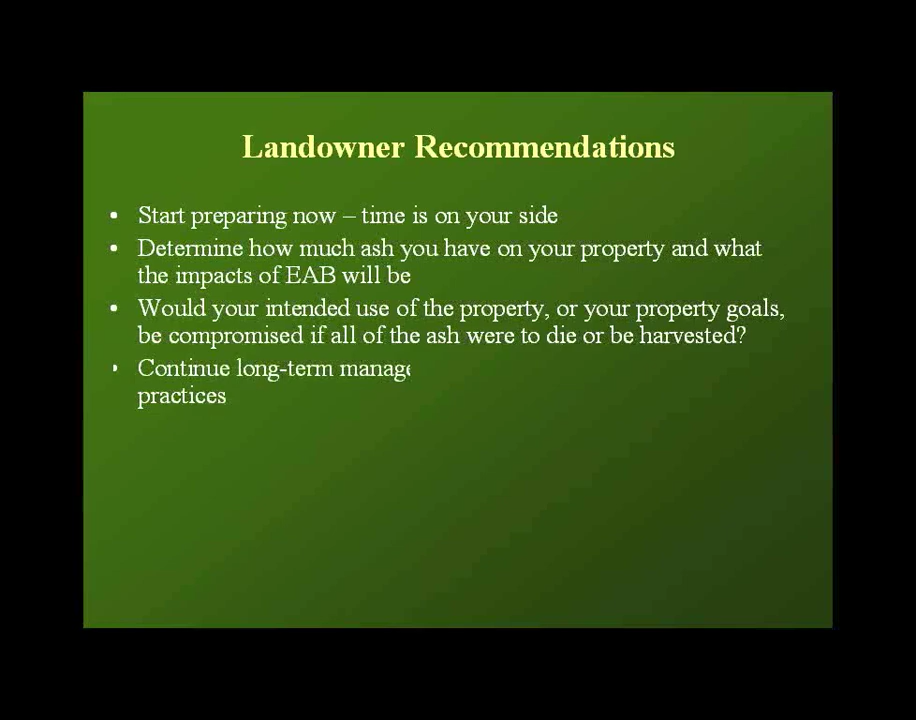 Landowner Recommendations
• Start preparing now – time is on your side
• Determine how much ash you have on your property and what
the impacts of EAB will be
• Would your intended use of the property, or your property goals,
be compromised if all of the ash were to die or be harvested?
• Continue long-term
practices